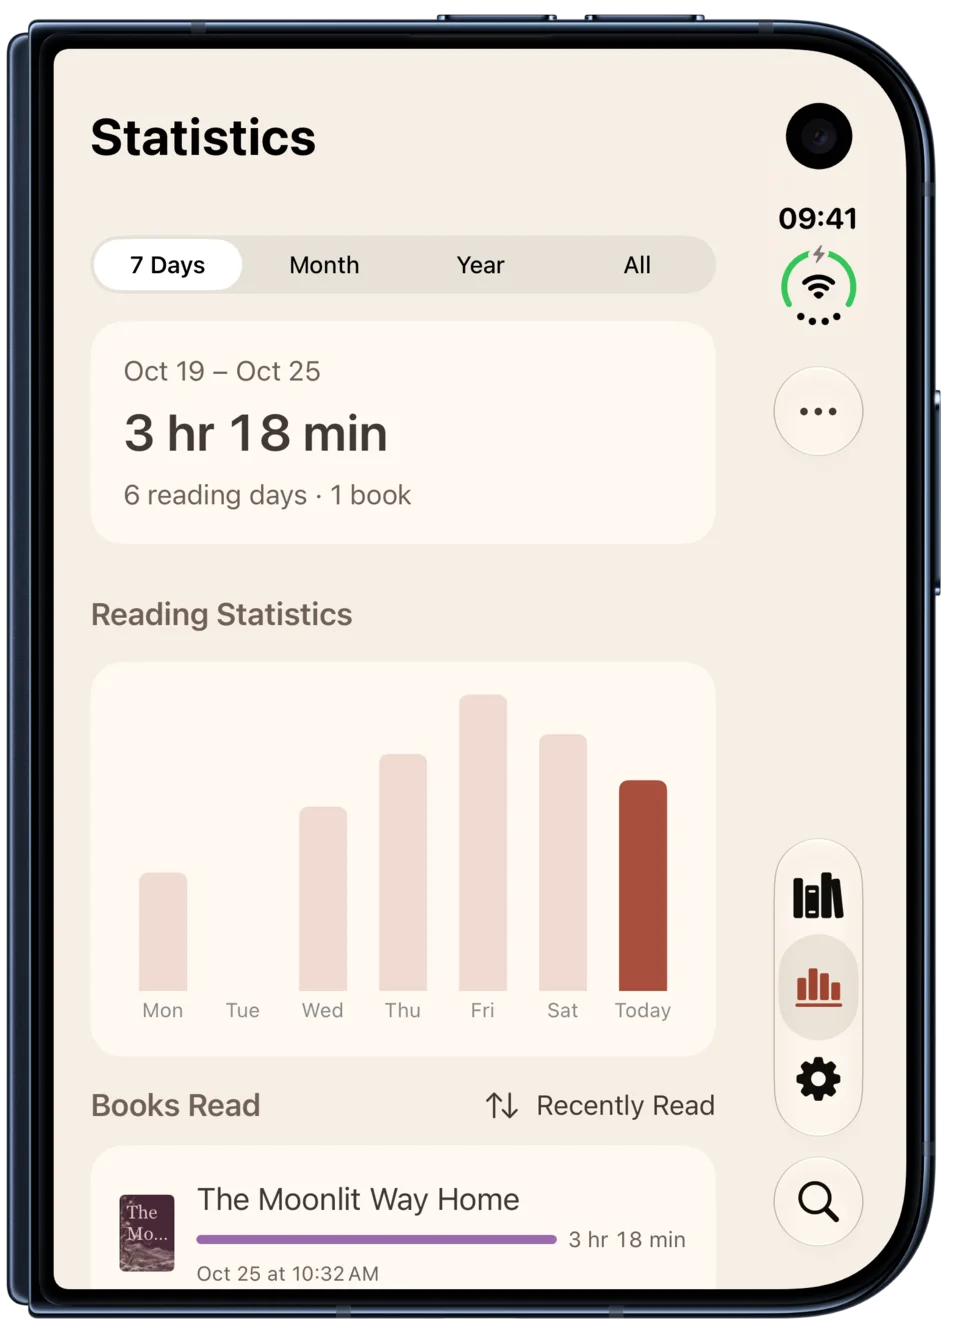 Statistics
09:41
7 Days Month Year All
Oct 19 – Oct 25
3 hr 18 min
6 reading days · 1 book
Reading Statistics
Mon Tue Wed Thu Fri Sat Today
Books Read Recently Read
The
Mo...
The Moonlit Way Home
3 hr 18 min
Oct 25 at 10:32 AM